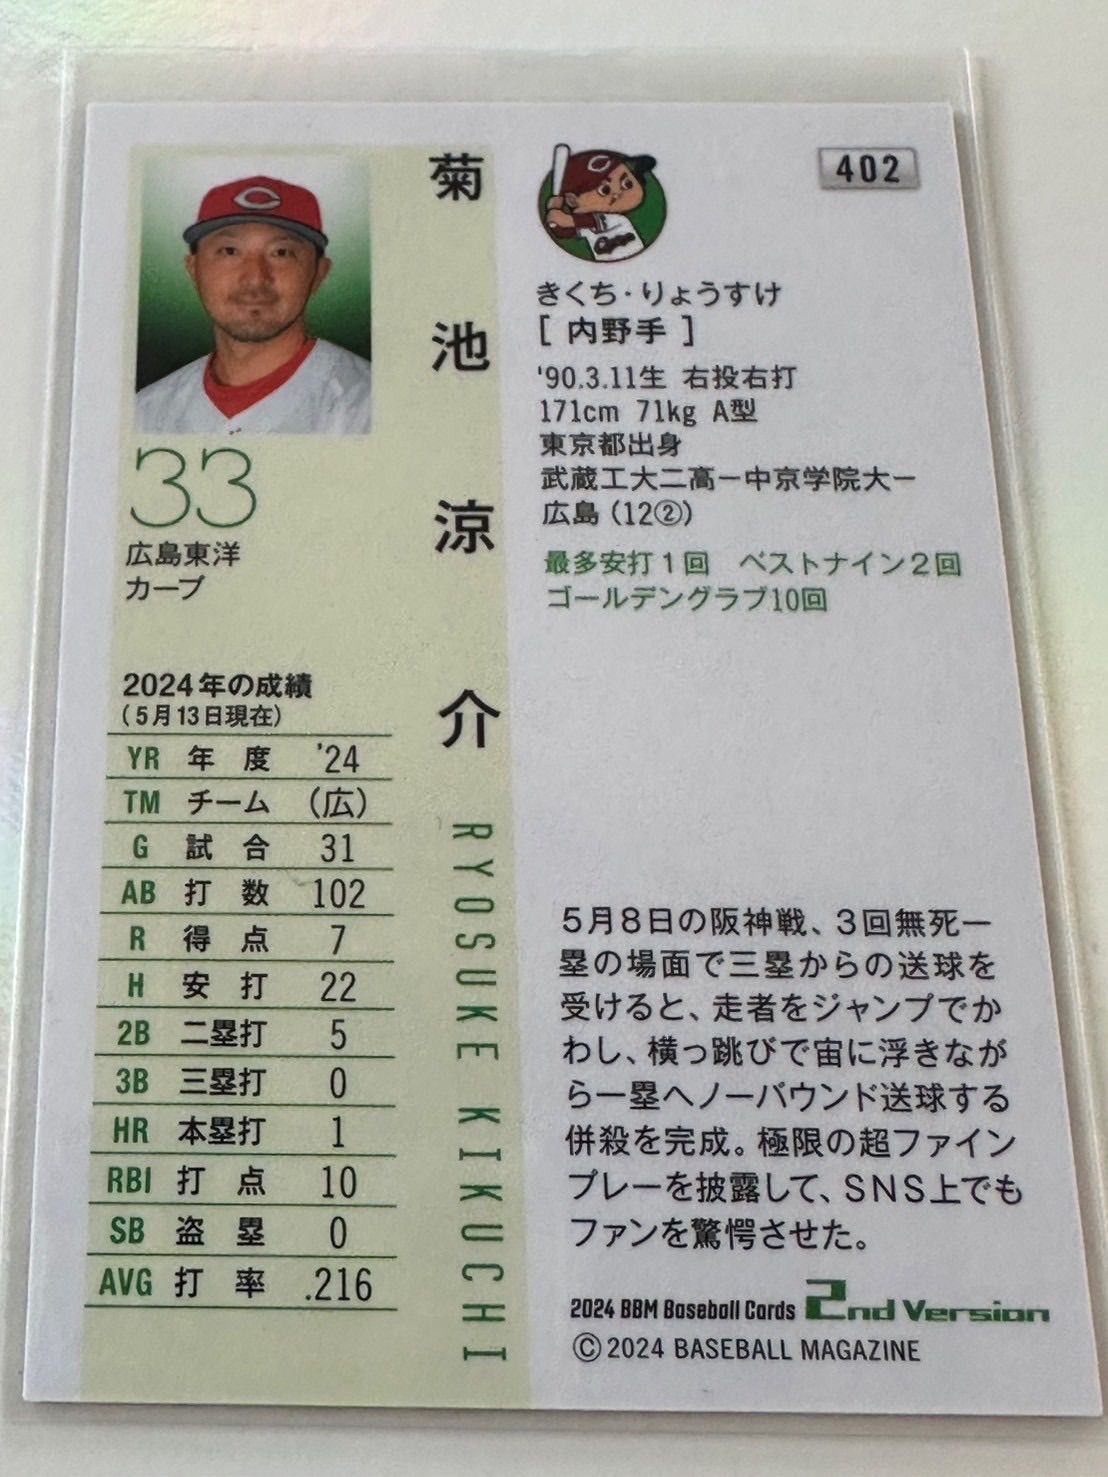 菊池涼介
RYOSUKE KIKUCHI
402
C
Carp
きくち・りょうすけ
[ 内野手 ]
'90.3.11生 右投右打
171cm 71kg A型
東京都出身
武蔵工大二高ー中京学院大ー
広島（12②）
最多安打1回 ベストナイン2回
ゴールデングラブ10回
C
33
広島東洋
カープ
2024年の成績
（5月13日現在）
YR 年度 '24
TM チーム （広）
G 試合 31
AB 打数 102
R 得点 7
H 安打 22
2B 二塁打 5
3B 三塁打 0
HR 本塁打 1
RBI 打点 10
SB 盗塁 0
AVG 打率 .216
5月8日の阪神戦、3回無死一
塁の場面で三塁からの送球を
受けると、走者をジャンプでか
わし、横っ跳びで宙に浮きなが
ら一塁へノーバウンド送球する
併殺を完成。極限の超ファイン
プレーを披露して、SNS上でも
ファンを驚愕させた。
2024 BBM Baseball Cards 2nd Version
©2024 BASEBALL MAGAZINE